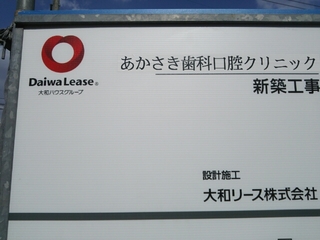 Daiwa Lease®
大和ハウスグループ
あかさき歯科口腔クリニック
新築工事
設計施工
大和リース株式会社